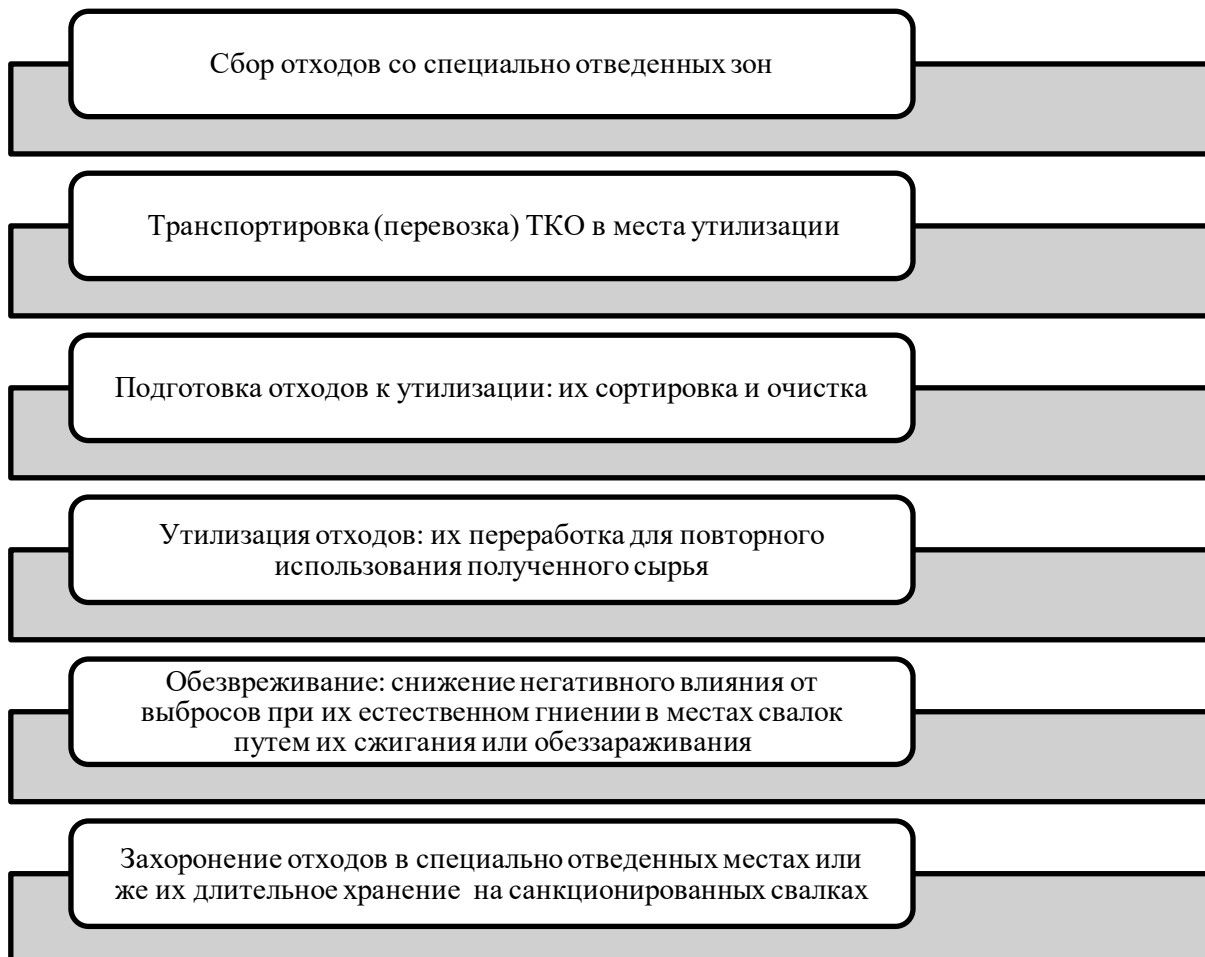 Сбор отходов со специально отведенных зон
Транспортировка (перевозка) ТКО в места утилизации
Подготовка отходов к утилизации: их сортировка и очистка
Утилизация отходов: их переработка для повторного
использования полученного сырья
Обезвреживание: снижение негативного влияния от
выбросов при их естественном гниении в местах свалок
путем их сжигания или обеззараживания
Захоронение отходов в специально отведенных местах или
же их длительное хранение на санкционированных свалках